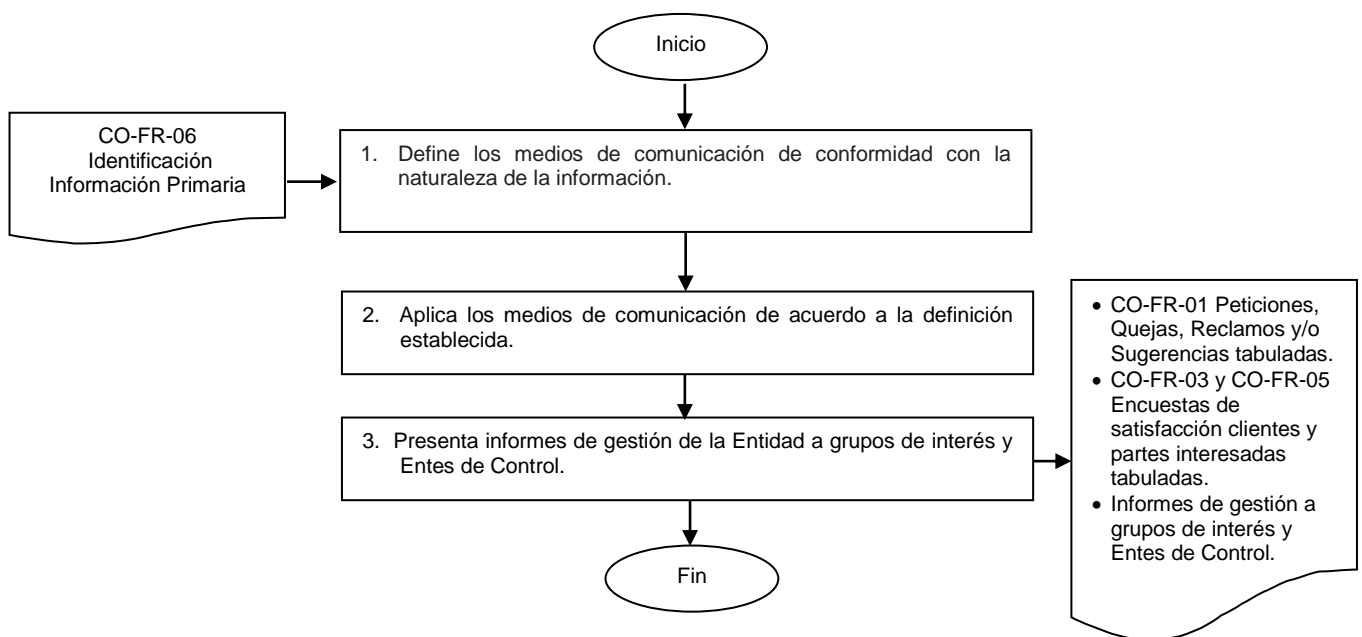 Inicio
CO-FR-06
Identificación
Información Primaria
1. Define los medios de comunicación de conformidad con la
naturaleza de la información.
2. Aplica los medios de comunicación de acuerdo a la definición
establecida.
3. Presenta informes de gestión de la Entidad a grupos de interés y
Entes de Control.
• CO-FR-01 Peticiones,
Quejas, Reclamos y/o
Sugerencias tabuladas.
• CO-FR-03 y CO-FR-05
Encuestas de
satisfacción clientes y
partes interesadas
tabuladas.
• Informes de gestión a
grupos de interés y
Entes de Control.
Fin